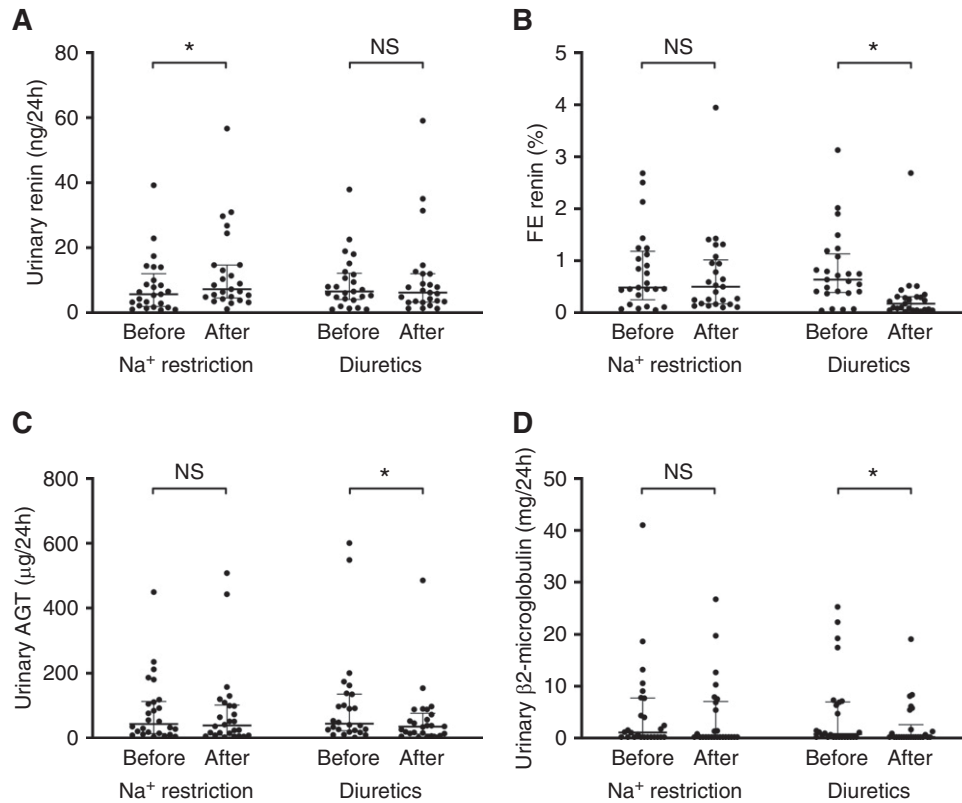 A
B
Urinary renin (ng/24h)
80
60
40
20
0
*
NS
Before After Before After
Na+ restriction Diuretics
FE renin (%)
5
4
3
2
1
0
NS
*
Before After Before After
Na+ restriction Diuretics
C
D
Urinary AGT (μg/24h)
800
600
400
200
0
NS
*
Before After Before After
Na+ restriction Diuretics
Urinary β2-microglobulin (mg/24h)
50
40
30
20
10
0
NS
*
Before After Before After
Na+ restriction Diuretics